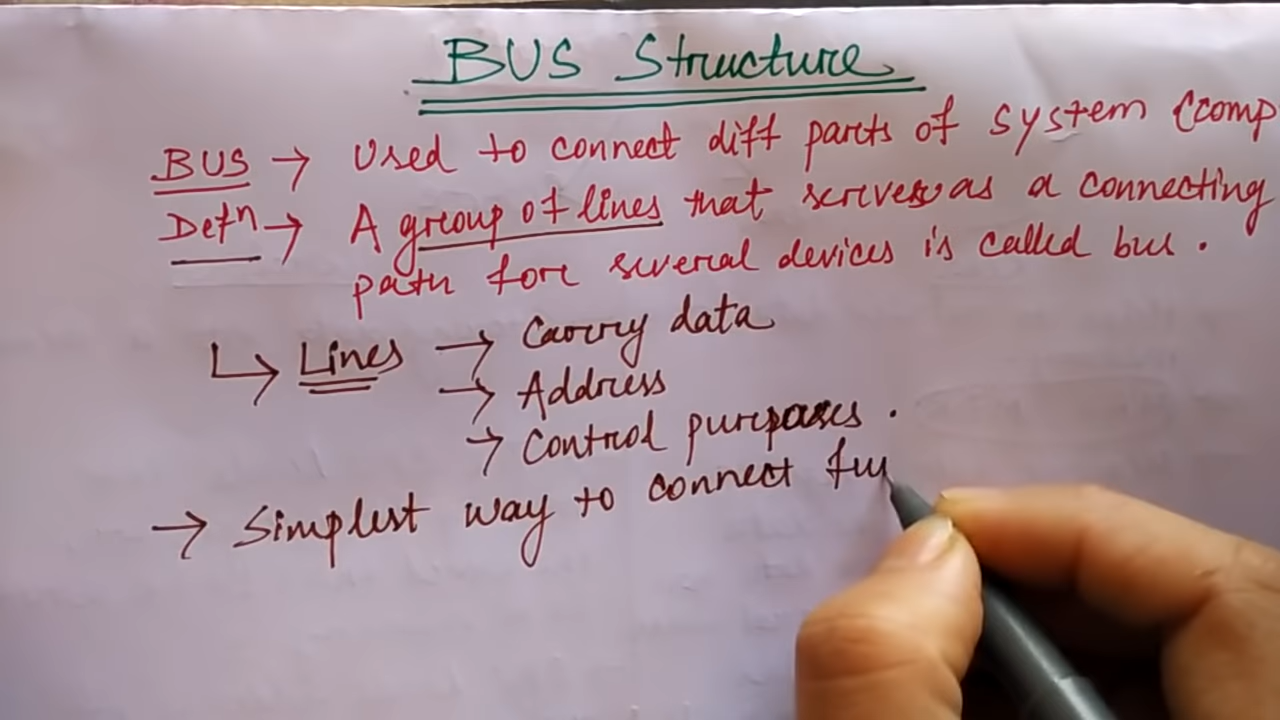 BUS Structure
BUS → Used to connect diff parts of system (comp
Defn → A group of lines that serves as a connecting
path for several devices is called bus.
↳ Lines → Carry data
→ Address
→ Control purposes.
→ Simplest way to connect fu